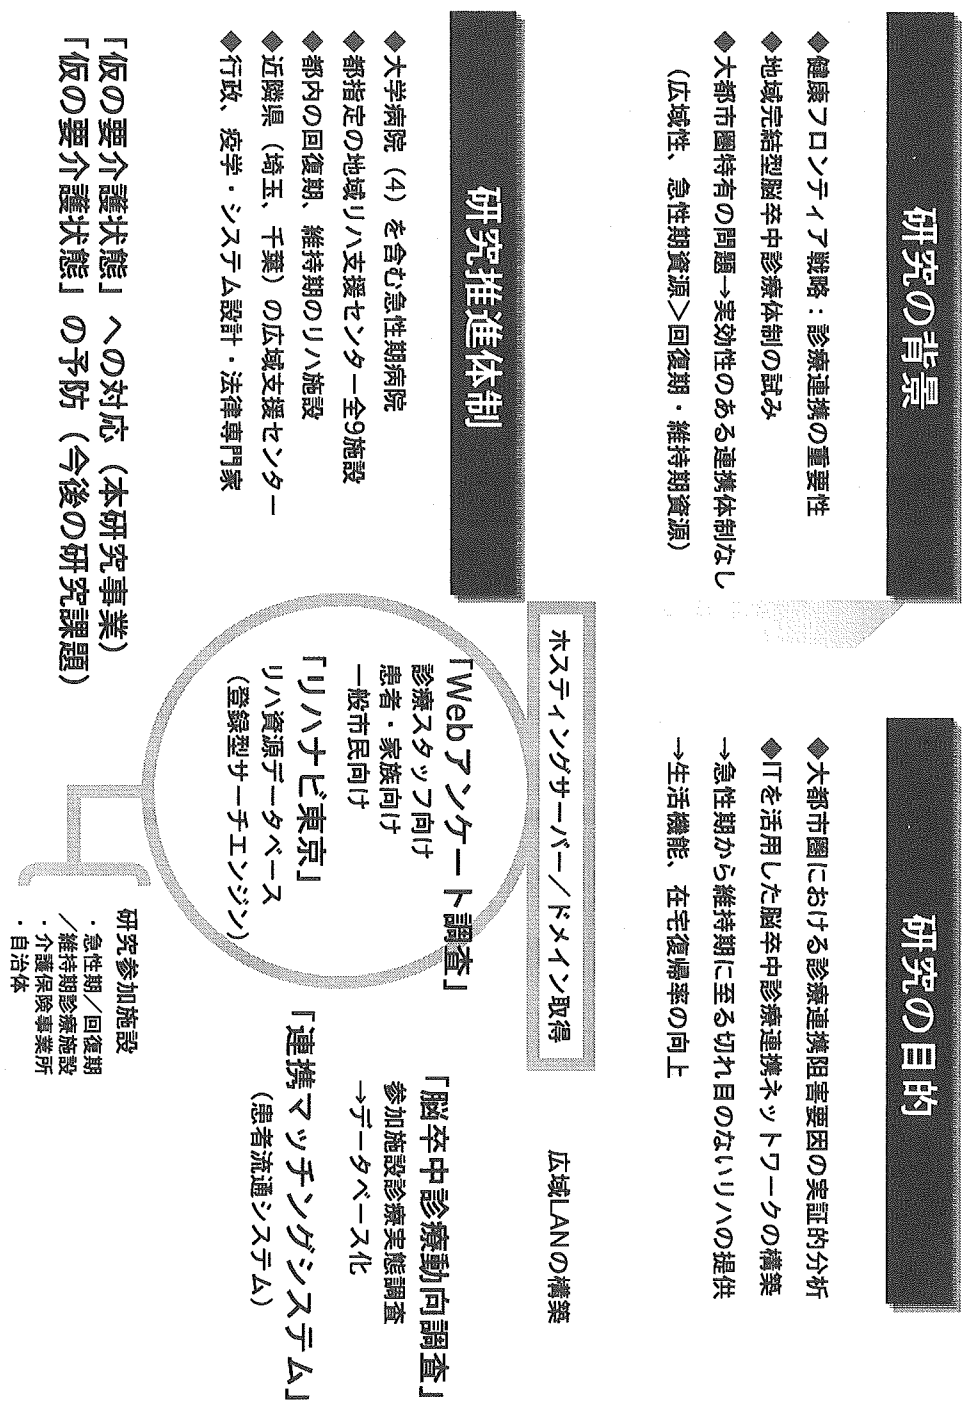 研究の背景
◆健康フロンティア戦略：診療連携の重要性
◆地域完結型脳卒中診療体制の試み
◆大都市圏特有の問題→実効性のある連携体制なし
（広域性、急性期資源＞回復期・維持期資源）
研究の目的
◆大都市圏における診療連携阻害要因の実証的分析
◆ITを活用した脳卒中診療連携ネットワークの構築
→急性期から維持期に至る切れ目のないリハの提供
→生活機能、在宅復帰率の向上
研究推進体制
◆大学病院（4）を含む急性期病院
◆都指定の地域リハ支援センター全9施設
◆都内の回復期、維持期のリハ施設
◆近隣県（埼玉、千葉）の広域支援センター
◆行政、疫学・システム設計・法律専門家
「仮の要介護状態」への対応（本研究事業）
「仮の要介護状態」の予防（今後の研究課題）
ホスティングサーバー／ドメイン取得
広域LANの構築
「Webアンケート調査」
診療スタッフ向け
患者・家族向け
一般市民向け
「リハナビ東京」
リハ資源データベース
（登録型サーチエンジン）
「脳卒中診療動向調査」
参加施設診療実態調査
→データベース化
「連携マッチングシステム」
（患者流通システム）
研究参加施設
・急性期／回復期
／維持期診療施設
・介護保険事業所
・自治体